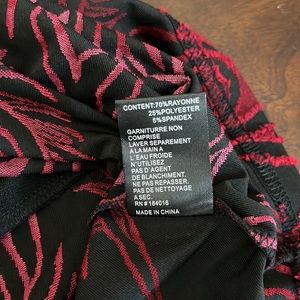 CONTENT:70%RAYONNE
25%POLYESTER
5%SPANDEX
GARNITURRE NON
COMPRISE
LAVER SEPAREMENT
A LA MAIN A
L'EAU FROIDE
N'UTILISEZ
PAS D'AGENT
DE BLANCHIMENT.
NE PAS REPASSER.
PAS DE NETTOYAGE
A SEC.
RN # 164016
MADE IN CHINA